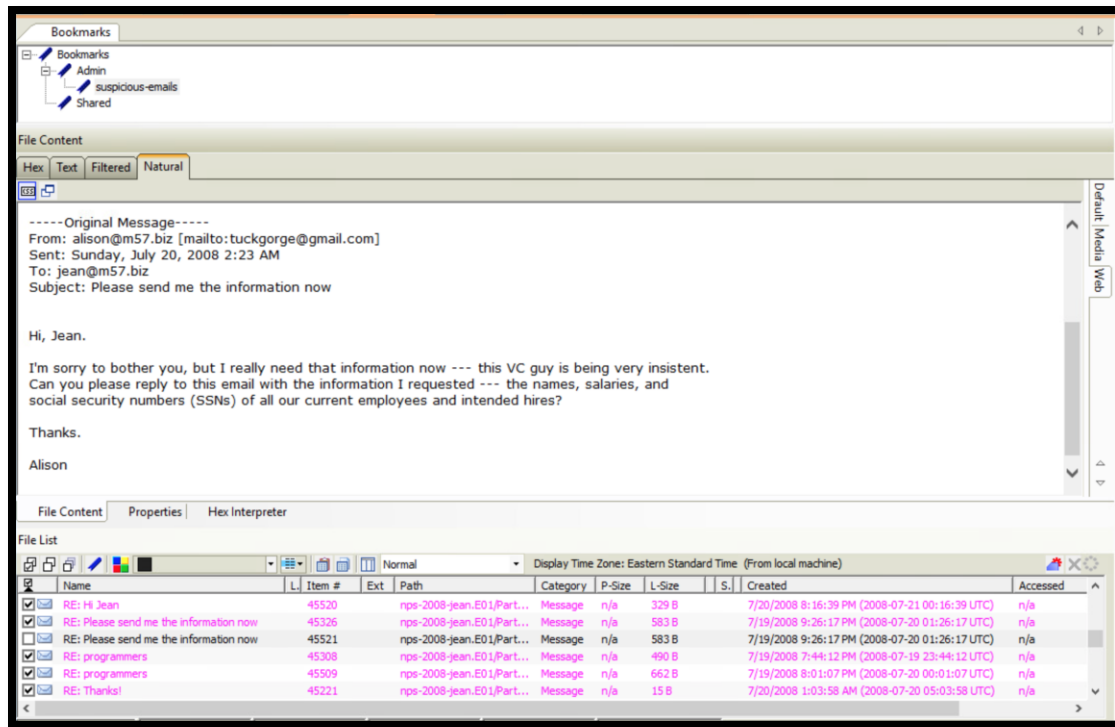 Bookmarks
Bookmarks
Admin
suspicious-emails
Shared
File Content
Hex Text Filtered Natural
CSS
Default Media Web
-----Original Message-----
From: alison@m57.biz [mailto:tuckgorge@gmail.com]
Sent: Sunday, July 20, 2008 2:23 AM
To: jean@m57.biz
Subject: Please send me the information now
Hi, Jean.
I'm sorry to bother you, but I really need that information now --- this VC guy is being very insistent.
Can you please reply to this email with the information I requested --- the names, salaries, and
social security numbers (SSNs) of all our current employees and intended hires?
Thanks.
Alison
File Content Properties Hex Interpreter
File List
Normal Display Time Zone: Eastern Standard Time (From local machine)
Name L. Item # Ext Path Category P-Size L-Size S. Created Accessed
RE: Hi Jean 45520 nps-2008-jean.E01/Part... Message n/a 329 B 7/20/2008 8:16:39 PM (2008-07-21 00:16:39 UTC) n/a
RE: Please send me the information now 45326 nps-2008-jean.E01/Part... Message n/a 583 B 7/19/2008 9:26:17 PM (2008-07-20 01:26:17 UTC) n/a
RE: Please send me the information now 45521 nps-2008-jean.E01/Part... Message n/a 583 B 7/19/2008 9:26:17 PM (2008-07-20 01:26:17 UTC) n/a
RE: programmers 45308 nps-2008-jean.E01/Part... Message n/a 490 B 7/19/2008 7:44:12 PM (2008-07-19 23:44:12 UTC) n/a
RE: programmers 45509 nps-2008-jean.E01/Part... Message n/a 662 B 7/19/2008 8:01:07 PM (2008-07-20 00:01:07 UTC) n/a
RE: Thanks! 45221 nps-2008-jean.E01/Part... Message n/a 15 B 7/20/2008 1:03:58 AM (2008-07-20 05:03:58 UTC) n/a